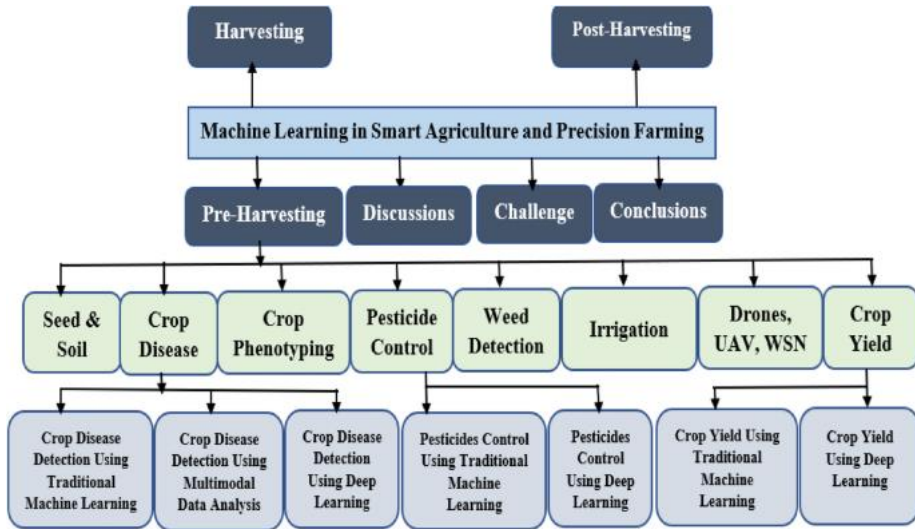 Harvesting
Post-Harvesting
Machine Learning in Smart Agriculture and Precision Farming
Pre-Harvesting
Discussions
Challenge
Conclusions
Seed &
Soil
Crop
Disease
Crop
Phenotyping
Pesticide
Control
Weed
Detection
Irrigation
Drones,
UAV, WSN
Crop
Yield
Crop Disease
Detection Using
Traditional
Machine Learning
Crop Disease
Detection Using
Multimodal
Data Analysis
Crop Disease
Detection
Using Deep
Learning
Pesticides Control
Using Traditional
Machine
Learning
Pesticides
Control
Using Deep
Learning
Crop Yield Using
Traditional
Machine
Learning
Crop Yield
Using Deep
Learning